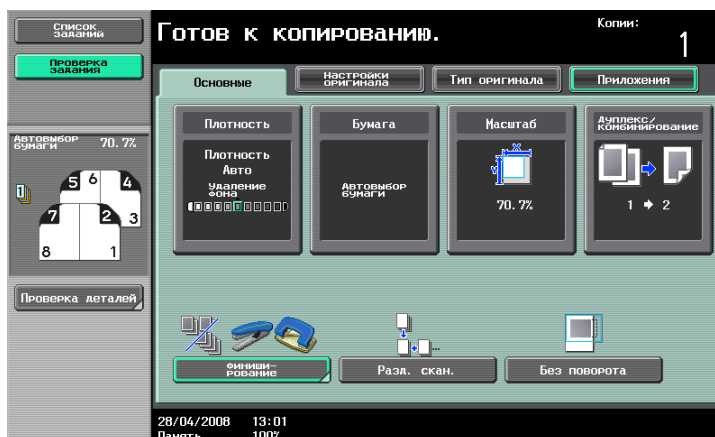 Список
заданий
Готов к копированию.
Копии:
1
Проверка
задания
Основные
Настройки
оригинала
Тип оригинала
Приложения
Автовыбор
бумаги
70.7%
1
5 6 4
7 2 3
8 1
Проверка деталей
Плотность
Плотность
Авто
Удаление
фона
Бумага
Автовыбор
бумаги
Масштаб
70.7%
Дуплекс/
комбинирование
1 → 2
Финиши-
рование
Разд. скан.
Без поворота
28/04/2008 13:01
Память 100%